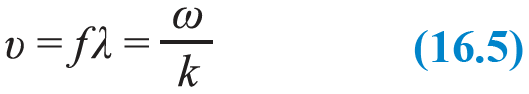 υ = fλ = ω/k (16.5)